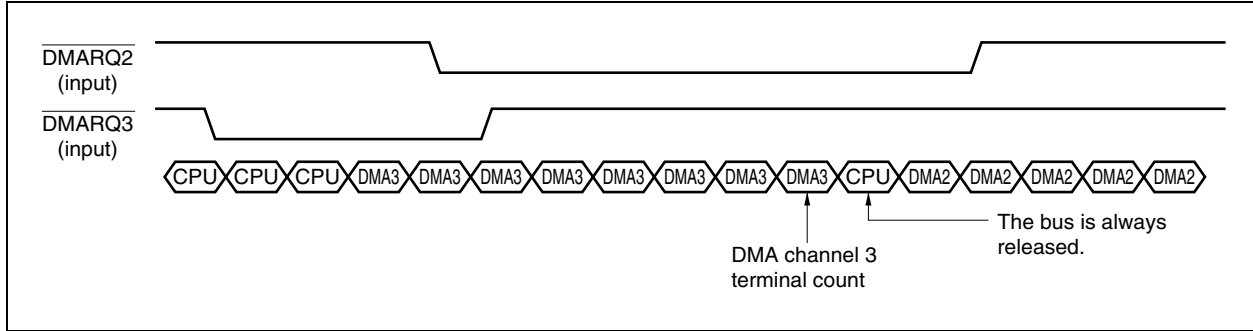 DMARQ2
(input)
DMARQ3
(input)
CPU CPU CPU DMA3 DMA3 DMA3 DMA3 DMA3 DMA3 DMA3 DMA3 CPU DMA2 DMA2 DMA2 DMA2 DMA2
The bus is always
released.
DMA channel 3
terminal count